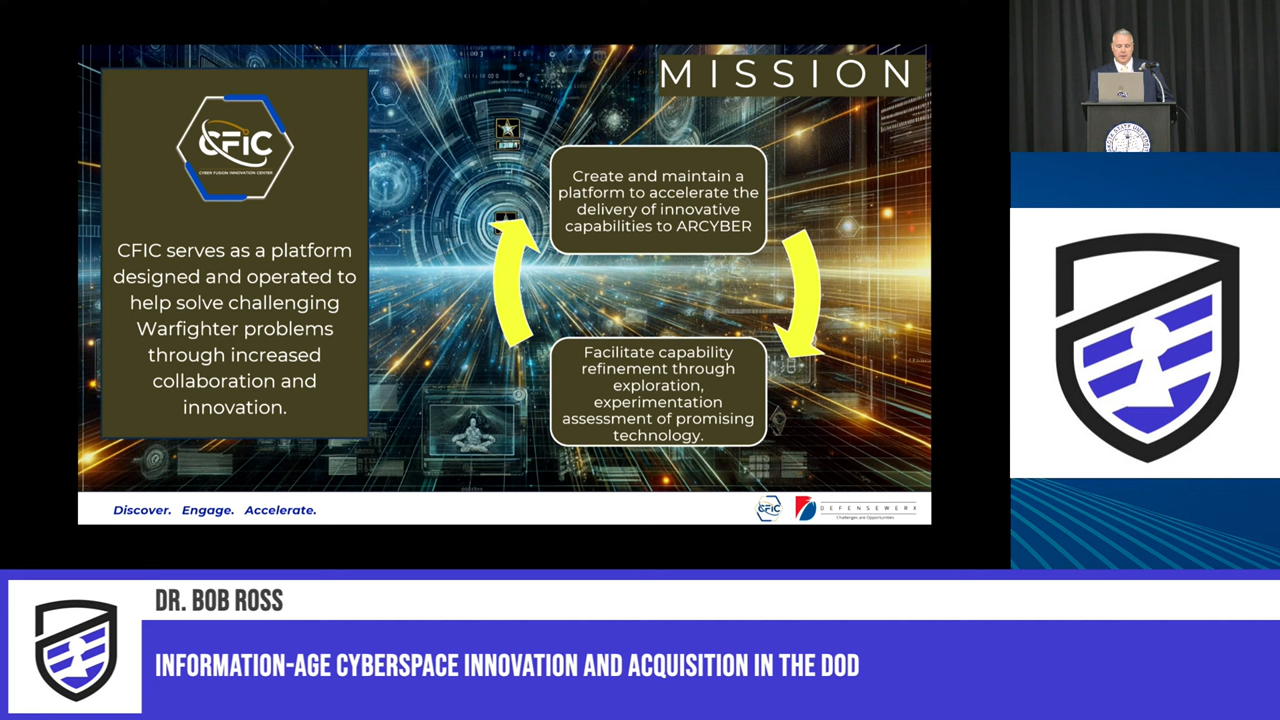 MISSION
CFIC
CYBER FUSION INNOVATION CENTER
CFIC serves as a platform
designed and operated to
help solve challenging
Warfighter problems
through increased
collaboration and
innovation.
Create and maintain a
platform to accelerate the
delivery of innovative
capabilities to ARCYBER
Facilitate capability
refinement through
exploration,
experimentation
assessment of promising
technology.
Discover. Engage. Accelerate.
CFIC
DEFENSEWERX
Challenges are Opportunities
DR. BOB ROSS
INFORMATION-AGE CYBERSPACE INNOVATION AND ACQUISITION IN THE DOD